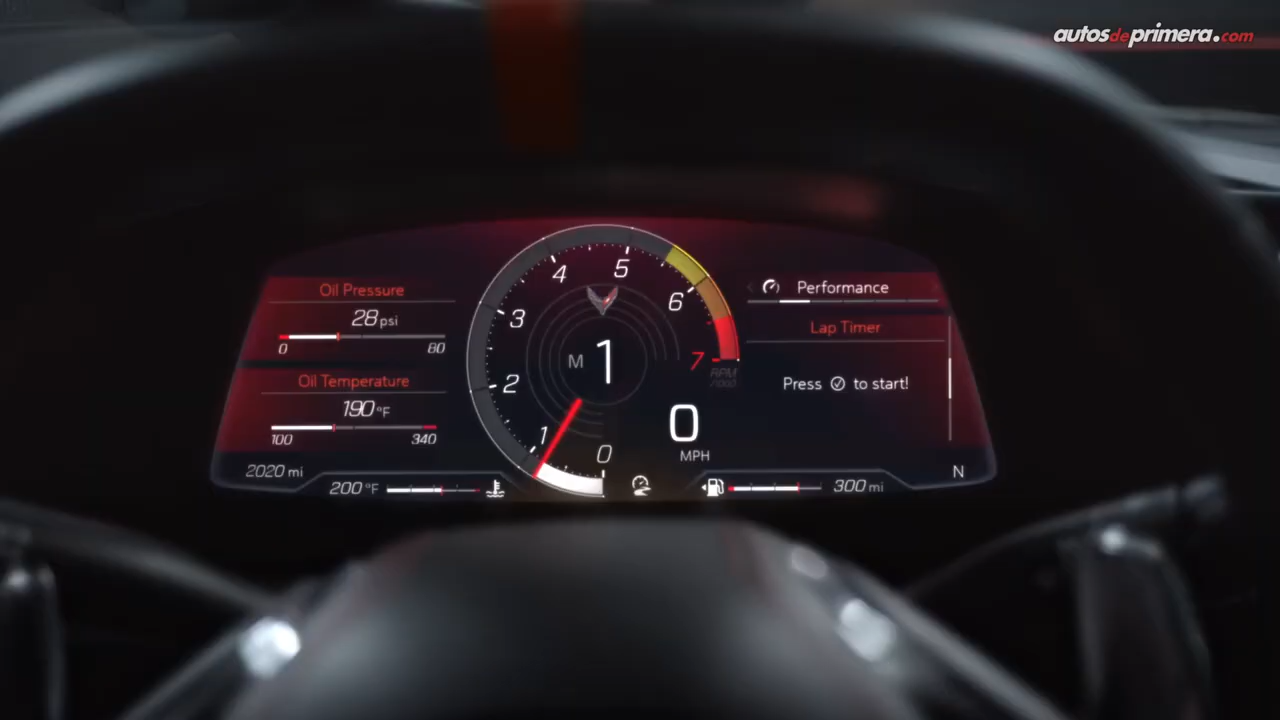 autosdeprimera.com
Oil Pressure
28 psi
0 80
Oil Temperature
190 °F
100 340
2020 mi
200 °F
0
1
2
3
4
5
6
7
RPM
/1000
M 1
0
MPH
Performance
Lap Timer
Press to start!
N
300 mi